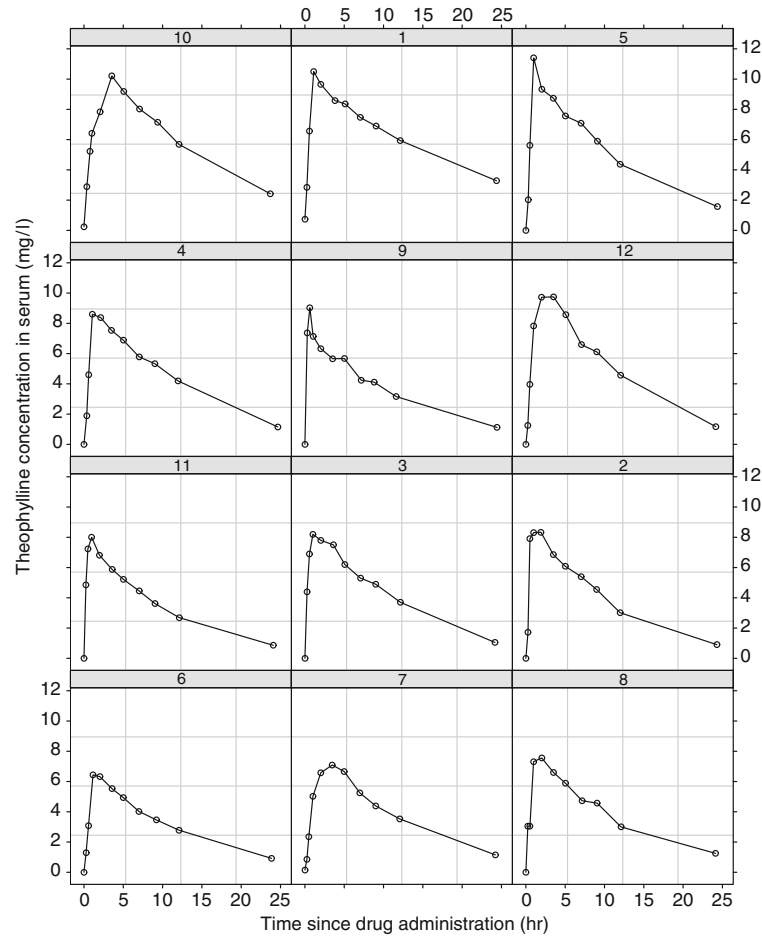 0 5 10 15 20 25
10 1 5
0 2 4 6 8 10 12
4 9 12
0 2 4 6 8 10 12
11 3 2
0 2 4 6 8 10 12
6 7 8
0 2 4 6 8 10 12
0 5 10 15 20 25 0 5 10 15 20 25
Time since drug administration (hr)
Theophylline concentration in serum (mg/l)